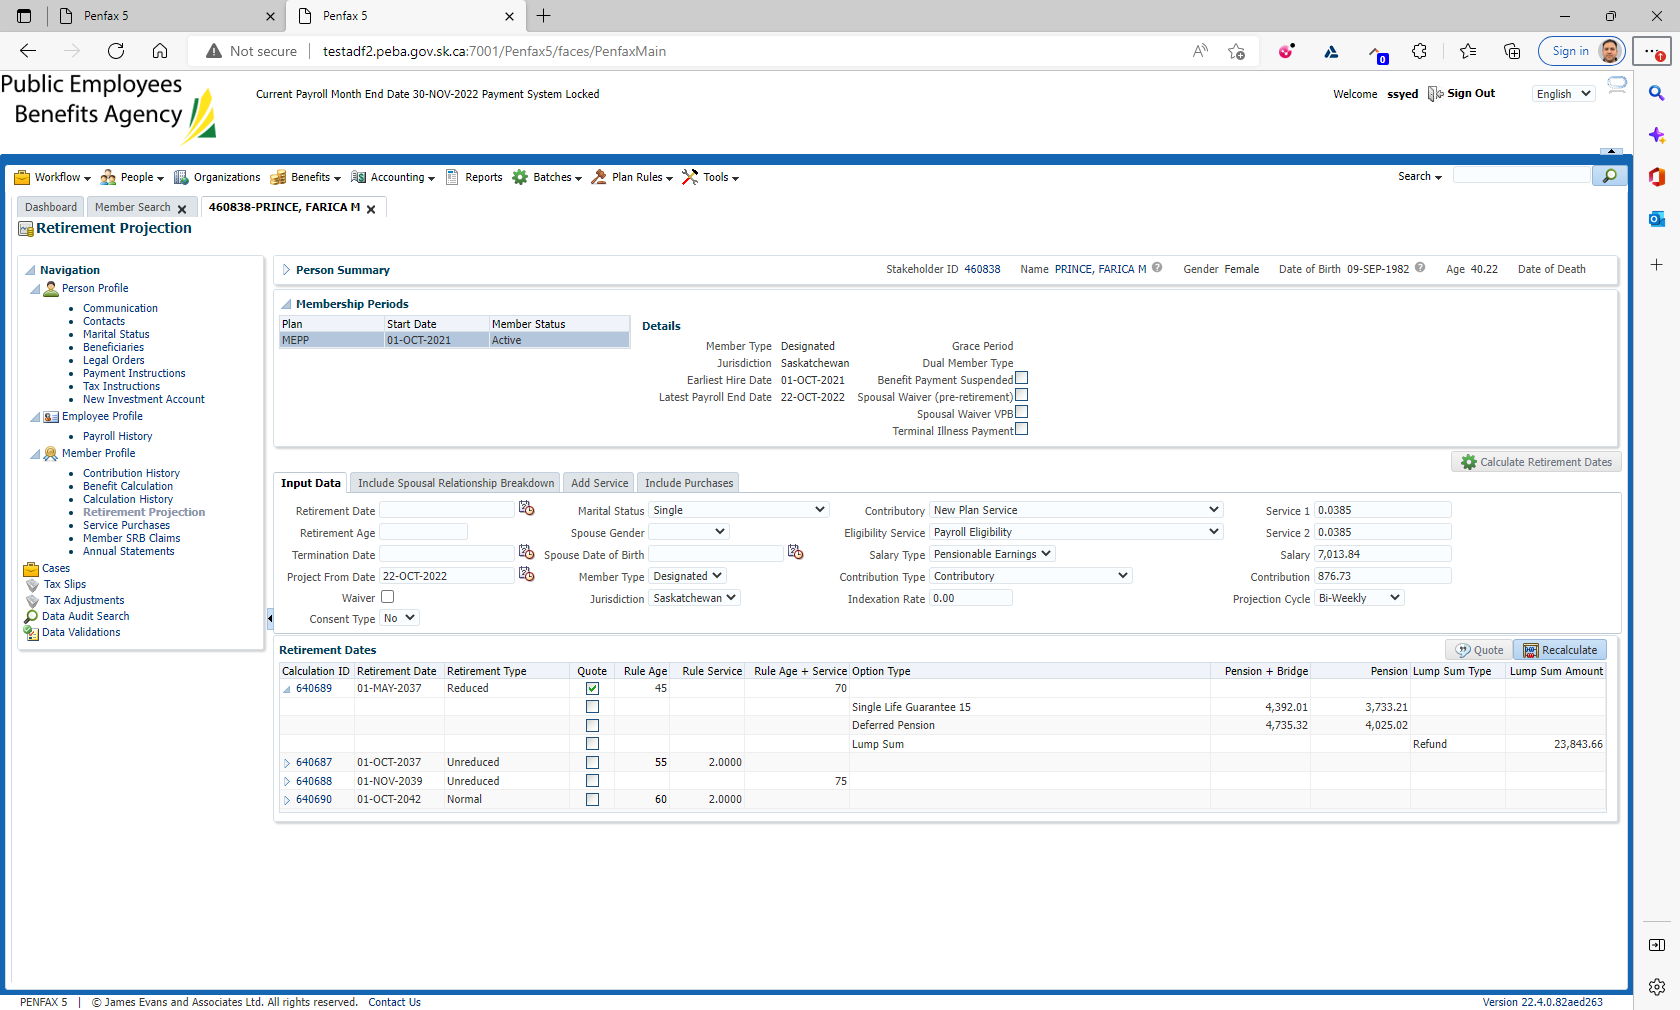 Penfax 5
Penfax 5
Not secure
testadf2.peba.gov.sk.ca:7001/Penfax5/faces/PenfaxMain
0
Sign in
Public Employees
Benefits Agency
Current Payroll Month End Date 30-NOV-2022 Payment System Locked
Welcome ssyed Sign Out
English
Workflow People Organizations Benefits Accounting Reports Batches Plan Rules Tools
Search
Dashboard Member Search 460838-PRINCE, FARICA M
Retirement Projection
Navigation
Person Profile
Communication
Contacts
Marital Status
Beneficiaries
Legal Orders
Payment Instructions
Tax Instructions
New Investment Account
Employee Profile
Payroll History
Member Profile
Contribution History
Benefit Calculation
Calculation History
Retirement Projection
Service Purchases
Member SRB Claims
Annual Statements
Cases
Tax Slips
Tax Adjustments
Data Audit Search
Data Validations
Person Summary
Stakeholder ID 460838 Name PRINCE, FARICA M Gender Female Date of Birth 09-SEP-1982 Age 40.22 Date of Death
Membership Periods
Plan Start Date Member Status
MEPP 01-OCT-2021 Active
Details
Member Type Designated Grace Period
Jurisdiction Saskatchewan Dual Member Type
Earliest Hire Date 01-OCT-2021 Benefit Payment Suspended
Latest Payroll End Date 22-OCT-2022 Spousal Waiver (pre-retirement)
Spousal Waiver VPB
Terminal Illness Payment
Calculate Retirement Dates
Input Data Include Spousal Relationship Breakdown Add Service Include Purchases
Retirement Date Marital Status Single Contributory New Plan Service Service 1 0.0385
Retirement Age Spouse Gender Eligibility Service Payroll Eligibility Service 2 0.0385
Termination Date Spouse Date of Birth Salary Type Pensionable Earnings Salary 7,013.84
Project From Date 22-OCT-2022 Member Type Designated Contribution Type Contributory Contribution 876.73
Waiver Jurisdiction Saskatchewan Indexation Rate 0.00 Projection Cycle Bi-Weekly
Consent Type No
Retirement Dates
Quote Recalculate
Calculation ID Retirement Date Retirement Type Quote Rule Age Rule Service Rule Age + Service Option Type Pension + Bridge Pension Lump Sum Type Lump Sum Amount
640689 01-MAY-2037 Reduced 45 70
Single Life Guarantee 15 4,392.01 3,733.21
Deferred Pension 4,735.32 4,025.02
Lump Sum Refund 23,843.66
640687 01-OCT-2037 Unreduced 55 2.0000
640688 01-NOV-2039 Unreduced 75
640690 01-OCT-2042 Normal 60 2.0000
PENFAX 5 | © James Evans and Associates Ltd. All rights reserved. Contact Us
Version 22.4.0.82aed263